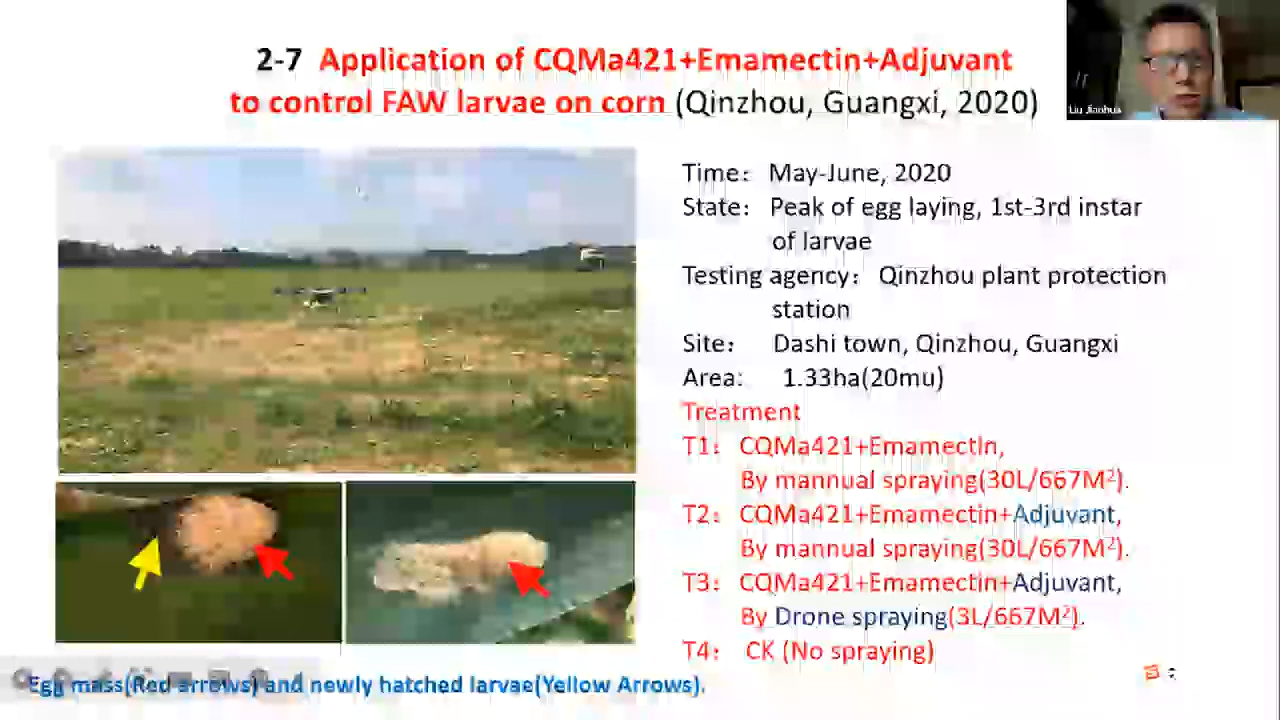 2-7 Application of CQMa421+Emamectin+Adjuvant
to control FAW larvae on corn (Qinzhou, Guangxi, 2020)
Liu Jianhua
Time： May-June, 2020
State： Peak of egg laying, 1st-3rd instar
of larvae
Testing agency： Qinzhou plant protection
station
Site： Dashi town, Qinzhou, Guangxi
Area: 1.33ha(20mu)
Treatment
T1： CQMa421+Emamectin,
By mannual spraying(30L/667M²).
T2： CQMa421+Emamectin+Adjuvant,
By mannual spraying(30L/667M²).
T3： CQMa421+Emamectin+Adjuvant,
By Drone spraying(3L/667M²).
T4： CK (No spraying)
Egg mass(Red arrows) and newly hatched larvae(Yellow Arrows).